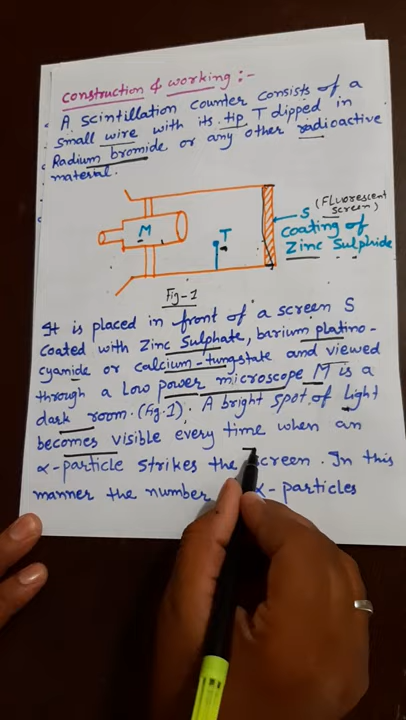 construction & working :-
A scintillation counter consists of a
small wire with its tip T dipped in
Radium bromide or any other radioactive
material.
M
T
S (Fluorescent
screen)
coating of
Zinc Sulphide
Fig-1
It is placed in front of a screen S
coated with Zinc Sulphate, barium platino-
cyamide or calcium-tungstate and viewed
through a Low power microscope M is a
dark room. (Fig.1). A bright spot of light
becomes visible every time when an
α-particle strikes the screen. In this
manner the number α-particles